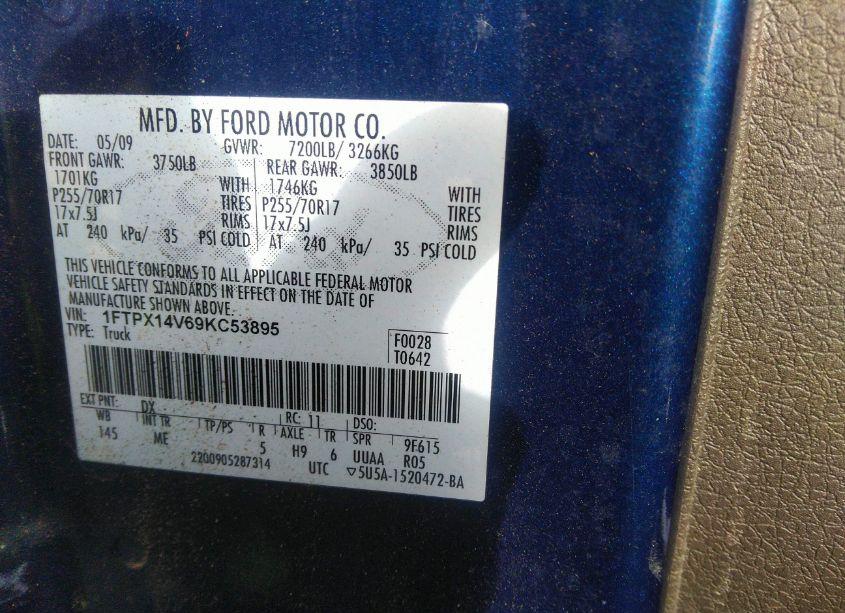 MFD. BY FORD MOTOR CO.
DATE: 05/09 GVWR: 7200LB/ 3266KG
FRONT GAWR: 3750LB REAR GAWR: 3850LB
1701KG WITH 1746KG WITH
P255/70R17 TIRES P255/70R17 TIRES
17x7.5J RIMS 17x7.5J RIMS
AT 240 kPa/ 35 PSI COLD AT 240 kPa/ 35 PSI COLD
THIS VEHICLE CONFORMS TO ALL APPLICABLE FEDERAL MOTOR
VEHICLE SAFETY STANDARDS IN EFFECT ON THE DATE OF
MANUFACTURE SHOWN ABOVE.
VIN: 1FTPX14V69KC53895
TYPE: Truck F0028
T0642
EXT PNT: DX RC: 11 DSO:
WB INT TR TP/PS R AXLE TR SPR 9F615
145 ME 5 H9 6 UUAA R05
2200905287314 UTC ▽5U5A-1520472-BA